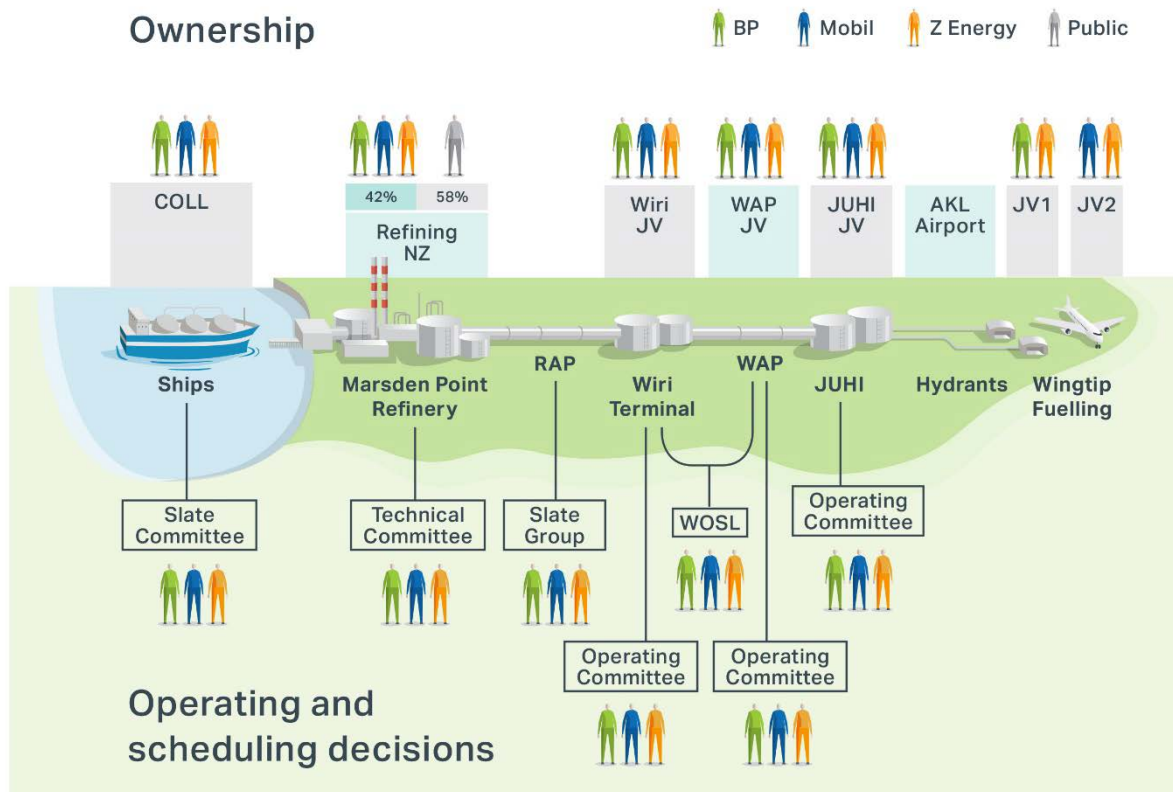 Ownership
BP
Mobil
Z Energy
Public
COLL
42%
58%
Refining
NZ
Wiri
JV
WAP
JV
JUHI
JV
AKL
Airport
JV1
JV2
Ships
Marsden Point
Refinery
RAP
Wiri
Terminal
WAP
JUHI
Hydrants
Wingtip
Fuelling
Slate
Committee
Technical
Committee
Slate
Group
WOSL
Operating
Committee
Operating
Committee
Operating
Committee
Operating and
scheduling decisions